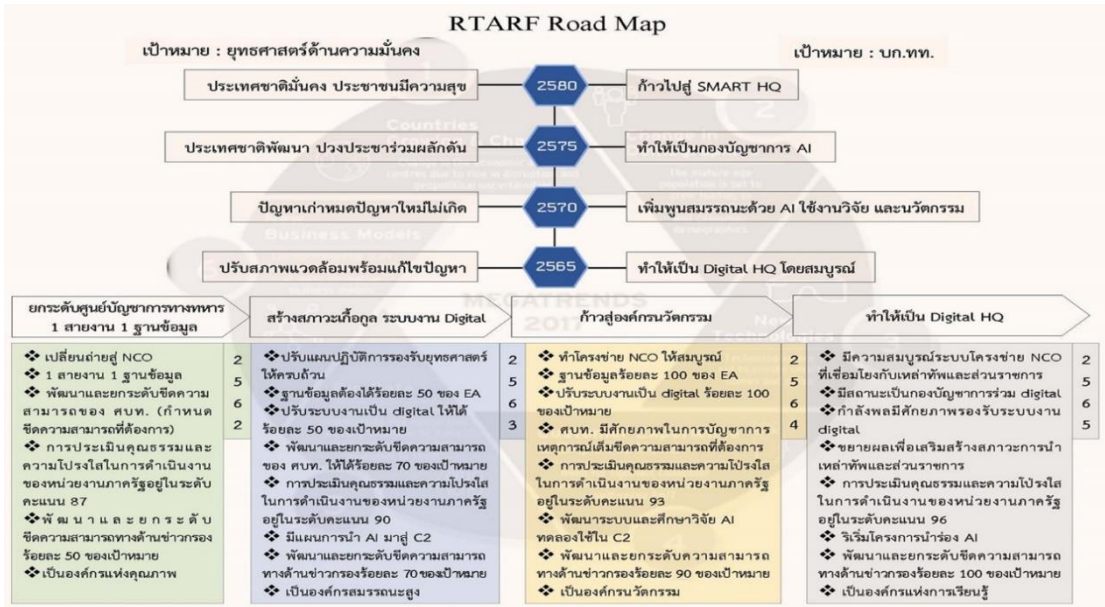 RTARF Road Map
เป้าหมาย : ยุทธศาสตร์ด้านความมั่นคง
เป้าหมาย : บก.ทท.
ประเทศชาติมั่นคง ประชาชนมีความสุข
2580
ก้าวไปสู่ SMART HQ
ประเทศชาติพัฒนา ปวงประชาร่วมผลักดัน
2575
ทำให้เป็นกองบัญชาการ AI
ปัญหาเก่าหมดปัญหาใหม่ไม่เกิด
2570
เพิ่มพูนสมรรถนะด้วย AI ใช้งานวิจัย และนวัตกรรม
ปรับสภาพแวดล้อมพร้อมแก้ไขปัญหา
2565
ทำให้เป็น Digital HQ โดยสมบูรณ์
MEGATRENDS
2017
ยกระดับศูนย์บัญชาการทางทหาร
1 สายงาน 1 ฐานข้อมูล
❖ เปลี่ยนถ่ายสู่ NCO
❖ 1 สายงาน 1 ฐานข้อมูล
❖ พัฒนาและยกระดับขีดความ
สามารถของ ศบท. (กำหนด
ขีดความสามารถที่ต้องการ)
❖ การประเมินคุณธรรมและ
ความโปร่งใสในการดำเนินงาน
ของหน่วยงานภาครัฐอยู่ในระดับ
คะแนน 87
❖ พัฒนาและยกระดับ
ขีดความสามารถทางด้านข่าวกรอง
ร้อยละ 50 ของเป้าหมาย
❖ เป็นองค์กรแห่งคุณภาพ
2
5
6
2
สร้างสภาวะเกื้อกูล ระบบงาน Digital
❖ ปรับแผนปฏิบัติการรองรับยุทธศาสตร์
ให้ครบถ้วน
❖ ฐานข้อมูลต้องได้ร้อยละ 50 ของ EA
❖ ปรับระบบงานเป็น digital ให้ได้
ร้อยละ 50 ของเป้าหมาย
❖ พัฒนาและยกระดับขีดความสามารถ
ของ ศบท. ให้ได้ร้อยละ 70 ของเป้าหมาย
❖ การประเมินคุณธรรมและความโปร่งใส
ในการดำเนินงานของหน่วยงานภาครัฐ
อยู่ในระดับคะแนน 90
❖ มีแผนการนำ AI มาสู่ C2
❖ พัฒนาและยกระดับขีดความสามารถ
ทางด้านข่าวกรองร้อยละ 70 ของเป้าหมาย
❖ เป็นองค์กรสมรรถนะสูง
2
5
6
3
ก้าวสู่องค์กรนวัตกรรม
❖ ทำโครงข่าย NCO ให้สมบูรณ์
❖ ฐานข้อมูลร้อยละ 100 ของ EA
❖ ปรับระบบงานเป็น digital ร้อยละ 100
ของเป้าหมาย
❖ ศบท. มีศักยภาพในการบัญชาการ
เหตุการณ์เต็มขีดความสามารถที่ต้องการ
❖ การประเมินคุณธรรมและความโปร่งใส
ในการดำเนินงานของหน่วยงานภาครัฐ
อยู่ในระดับคะแนน 93
❖ พัฒนาระบบและศึกษาวิจัย AI
ทดลองใช้ใน C2
❖ พัฒนาและยกระดับขีดความสามารถ
ทางด้านข่าวกรองร้อยละ 90 ของเป้าหมาย
❖ เป็นองค์กรนวัตกรรม
2
5
6
4
ทำให้เป็น Digital HQ
❖ มีความสมบูรณ์ระบบโครงข่าย NCO
ที่เชื่อมโยงกับเหล่าทัพและส่วนราชการ
❖ มีสถานะเป็นกองบัญชาการร่วม digital
❖ กำลังพลมีศักยภาพรองรับระบบงาน
digital
❖ ขยายผลเพื่อเสริมสร้างสภาวะการนำ
เหล่าทัพและส่วนราชการ
❖ การประเมินคุณธรรมและความโปร่งใส
ในการดำเนินงานของหน่วยงานภาครัฐ
อยู่ในระดับคะแนน 96
❖ ริเริ่มโครงการนำร่อง AI
❖ พัฒนาและยกระดับขีดความสามารถ
ทางด้านข่าวกรองร้อยละ 100 ของเป้าหมาย
❖ เป็นองค์กรแห่งการเรียนรู้
2
5
6
5